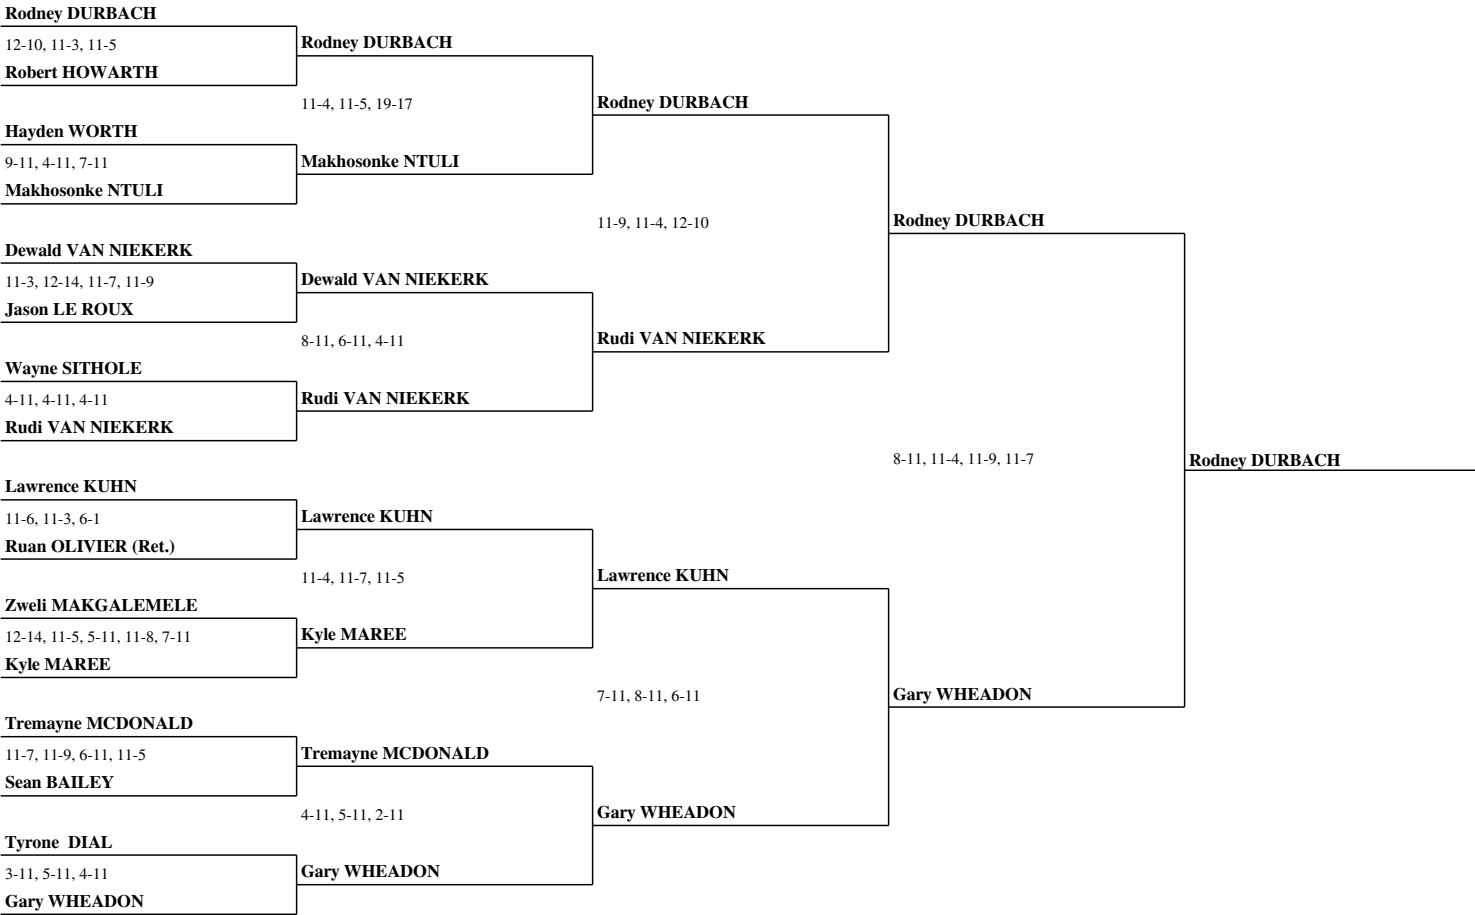 Rodney DURBACH
12-10, 11-3, 11-5
Robert HOWARTH
Hayden WORTH
9-11, 4-11, 7-11
Makhosonke NTULI
Dewald VAN NIEKERK
11-3, 12-14, 11-7, 11-9
Jason LE ROUX
Wayne SITHOLE
4-11, 4-11, 4-11
Rudi VAN NIEKERK
Lawrence KUHN
11-6, 11-3, 6-1
Ruan OLIVIER (Ret.)
Zweli MAKGALEMELE
12-14, 11-5, 5-11, 11-8, 7-11
Kyle MAREE
Tremayne MCDONALD
11-7, 11-9, 6-11, 11-5
Sean BAILEY
Tyrone  DIAL
3-11, 5-11, 4-11
Gary WHEADON
Rodney DURBACH
11-4, 11-5, 19-17
Makhosonke NTULI
Dewald VAN NIEKERK
8-11, 6-11, 4-11
Rudi VAN NIEKERK
Lawrence KUHN
11-4, 11-7, 11-5
Kyle MAREE
Tremayne MCDONALD
4-11, 5-11, 2-11
Gary WHEADON
Rodney DURBACH
11-9, 11-4, 12-10
Rudi VAN NIEKERK
Lawrence KUHN
7-11, 8-11, 6-11
Gary WHEADON
Rodney DURBACH
8-11, 11-4, 11-9, 11-7
Gary WHEADON
Rodney DURBACH